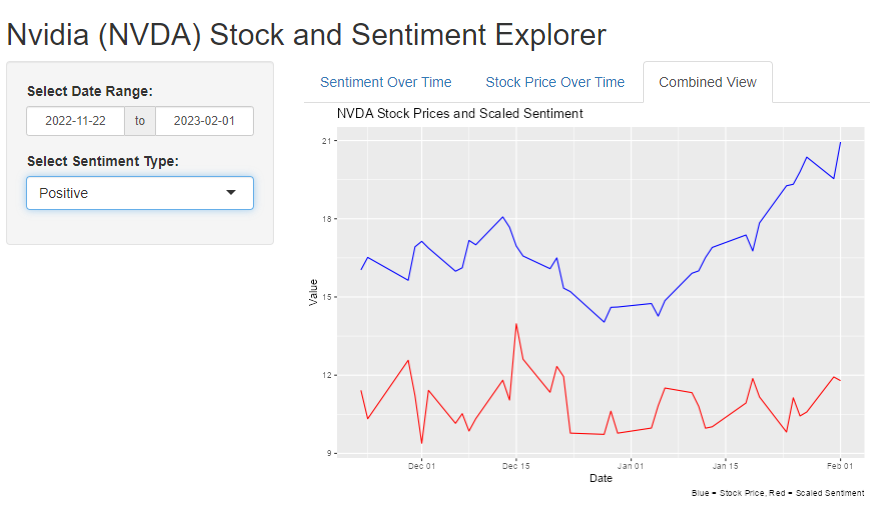 Nvidia (NVDA) Stock and Sentiment Explorer
Select Date Range:
2022-11-22 to 2023-02-01
Select Sentiment Type:
Positive
Sentiment Over Time Stock Price Over Time Combined View
NVDA Stock Prices and Scaled Sentiment
21
18
15
12
9
Value
Dec 01 Dec 15 Jan 01 Jan 15 Feb 01
Date
Blue = Stock Price, Red = Scaled Sentiment